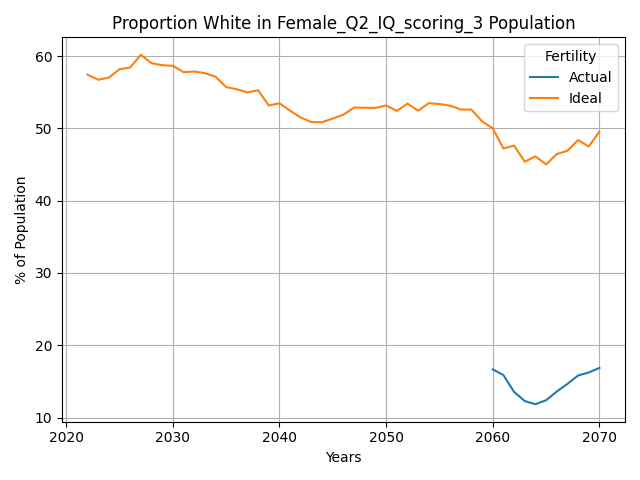 Proportion White in Female_Q2_IQ_scoring_3 Population
Fertility
Actual
Ideal
% of Population
60
50
40
30
20
10
2020
2030
2040
2050
2060
2070
Years